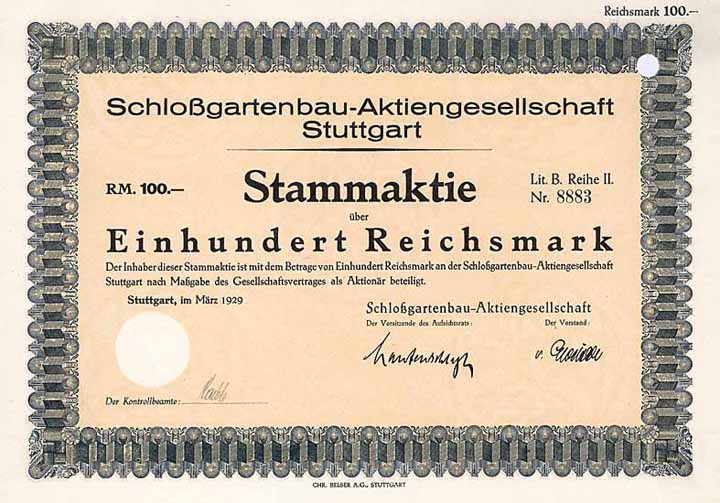 Reichsmark 100.—
Schloßgartenbau-Aktiengesellschaft
Stuttgart
RM. 100.—
Stammaktie
Lit. B. Reihe II.
Nr. 8883
über
Einhundert Reichsmark
Der Inhaber dieser Stammaktie ist mit dem Betrage von Einhundert Reichsmark an der Schloßgartenbau-Aktiengesellschaft
Stuttgart nach Maßgabe des Gesellschaftsvertrages als Aktionär beteiligt.
Stuttgart, im März 1929
Schloßgartenbau-Aktiengesellschaft
Der Vorsitzende des Aufsichtsrats:
Der Vorstand:
Der Kontrollbeamte:
CHR. BELSER A.G., STUTTGART